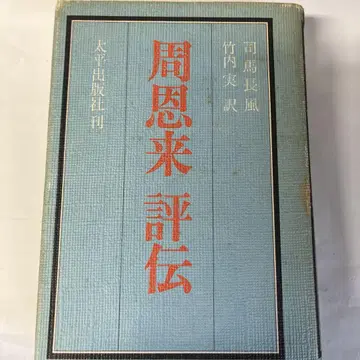 司馬長風
竹内実 訳
周恩来 評伝
太平出版社刊